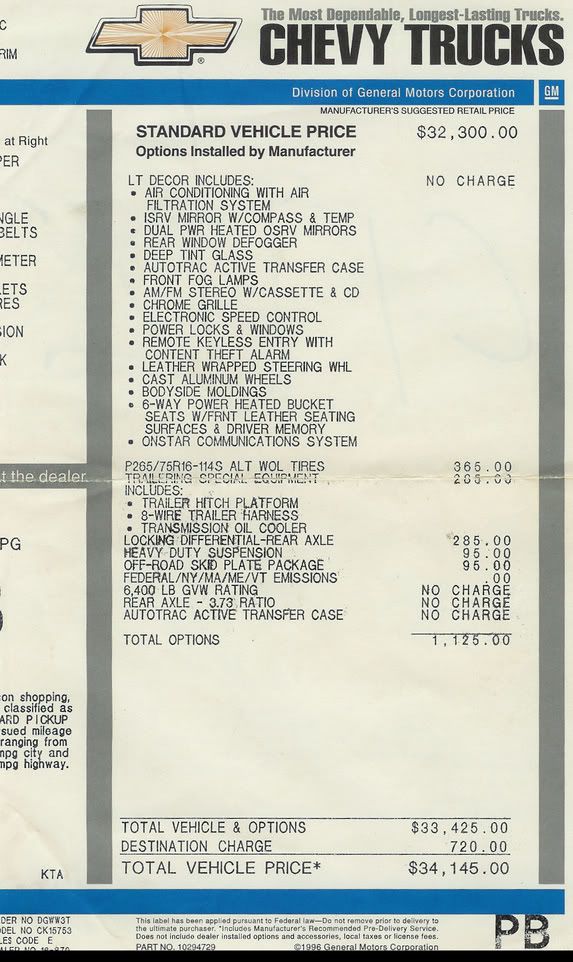 C
RIM
The Most Dependable, Longest-Lasting Trucks.
CHEVY TRUCKS
®
Division of General Motors Corporation
GM
MANUFACTURER'S SUGGESTED RETAIL PRICE
STANDARD VEHICLE PRICE $32,300.00
Options Installed by Manufacturer
at Right
PER
NGLE
BELTS
METER
LETS
RES
SION
K
LT DECOR INCLUDES: NO CHARGE
• AIR CONDITIONING WITH AIR
FILTRATION SYSTEM
• ISRV MIRROR W/COMPASS & TEMP
• DUAL PWR HEATED OSRV MIRRORS
• REAR WINDOW DEFOGGER
• DEEP TINT GLASS
• AUTOTRAC ACTIVE TRANSFER CASE
• FRONT FOG LAMPS
• AM/FM STEREO W/CASSETTE & CD
• CHROME GRILLE
• ELECTRONIC SPEED CONTROL
• POWER LOCKS & WINDOWS
• REMOTE KEYLESS ENTRY WITH
CONTENT THEFT ALARM
• LEATHER WRAPPED STEERING WHL
• CAST ALUMINUM WHEELS
• BODYSIDE MOLDINGS
• 6-WAY POWER HEATED BUCKET
SEATS W/FRNT LEATHER SEATING
SURFACES & DRIVER MEMORY
• ONSTAR COMMUNICATIONS SYSTEM
P265/75R16-114S ALT WOL TIRES 365.00
TRAILERING SPECIAL EQUIPMENT 285.00
INCLUDES:
• TRAILER HITCH PLATFORM
• 8-WIRE TRAILER HARNESS
• TRANSMISSION OIL COOLER
LOCKING DIFFERENTIAL-REAR AXLE 285.00
HEAVY DUTY SUSPENSION 95.00
OFF-ROAD SKID PLATE PACKAGE 95.00
FEDERAL/NY/MA/ME/VT EMISSIONS .00
6,400 LB GVW RATING NO CHARGE
REAR AXLE - 3.73 RATIO NO CHARGE
AUTOTRAC ACTIVE TRANSFER CASE NO CHARGE
TOTAL OPTIONS 1,125.00
at the dealer.
PG
on shopping,
classified as
ARD PICKUP
sued mileage
ranging from
mpg city and
mpg highway.
KTA
TOTAL VEHICLE & OPTIONS $33,425.00
DESTINATION CHARGE 720.00
TOTAL VEHICLE PRICE* $34,145.00
DER NO DGWW3T
DEL NO CK15753
LES CODE E
This label has been applied pursuant to Federal law—Do not remove prior to delivery to
the ultimate purchaser. *Includes Manufacturer's Recommended Pre-Delivery Service.
Does not include dealer installed options and accessories, local taxes or license fees.
PART NO. 10294729 ©1996 General Motors Corporation
PB